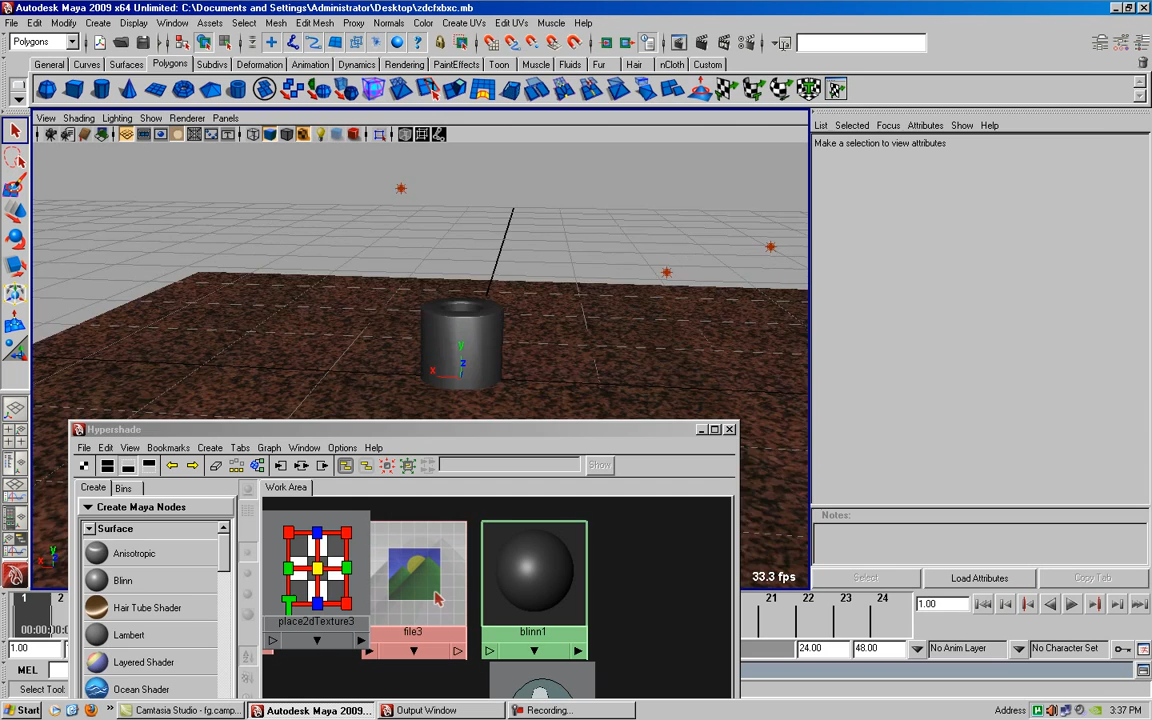 Autodesk Maya 2009 x64 Unlimited: C:\Documents and Settings\Administrator\Desktop\zdcfxbxc.mb
File Edit Modify Create Display Window Assets Select Mesh Edit Mesh Proxy Normals Color Create UVs Edit UVs Muscle Help
Polygons
General Curves Surfaces Polygons Subdivs Deformation Animation Dynamics Rendering PaintEffects Toon Muscle Fluids Fur Hair nCloth Custom
View Shading Lighting Show Renderer Panels
List Selected Focus Attributes Show Help
Make a selection to view attributes
y
z
x
Hypershade
File Edit View Bookmarks Create Tabs Graph Window Options Help
Show
Create Bins
Work Area
Create Maya Nodes
Surface
Anisotropic
Blinn
Hair Tube Shader
Lambert
Layered Shader
Ocean Shader
place2dTexture3
file3
blinn1
33.3 fps
Notes:
Select Load Attributes Copy Tab
1 2 21 22 23 24
1.00
1.00 24.00 48.00 No Anim Layer No Character Set
MEL
Select Tool:
Start Camtasia Studio - fg.camp... Autodesk Maya 2009... Output Window Recording... Address 3:37 PM